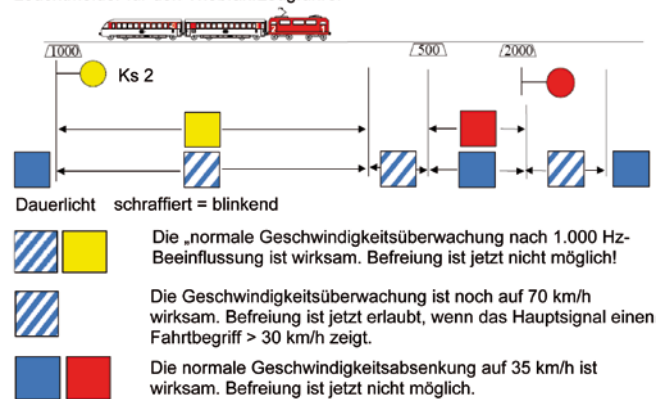 1000
500
2000
Ks 2
Dauerlicht schraffiert = blinkend
Die „normale Geschwindigkeitsüberwachung nach 1.000 Hz-
Beeinflussung ist wirksam. Befreiung ist jetzt nicht möglich!
Die Geschwindigkeitsüberwachung ist noch auf 70 km/h
wirksam. Befreiung ist jetzt erlaubt, wenn das Hauptsignal einen
Fahrtbegriff > 30 km/h zeigt.
Die normale Geschwindigkeitsabsenkung auf 35 km/h ist
wirksam. Befreiung ist jetzt nicht möglich.